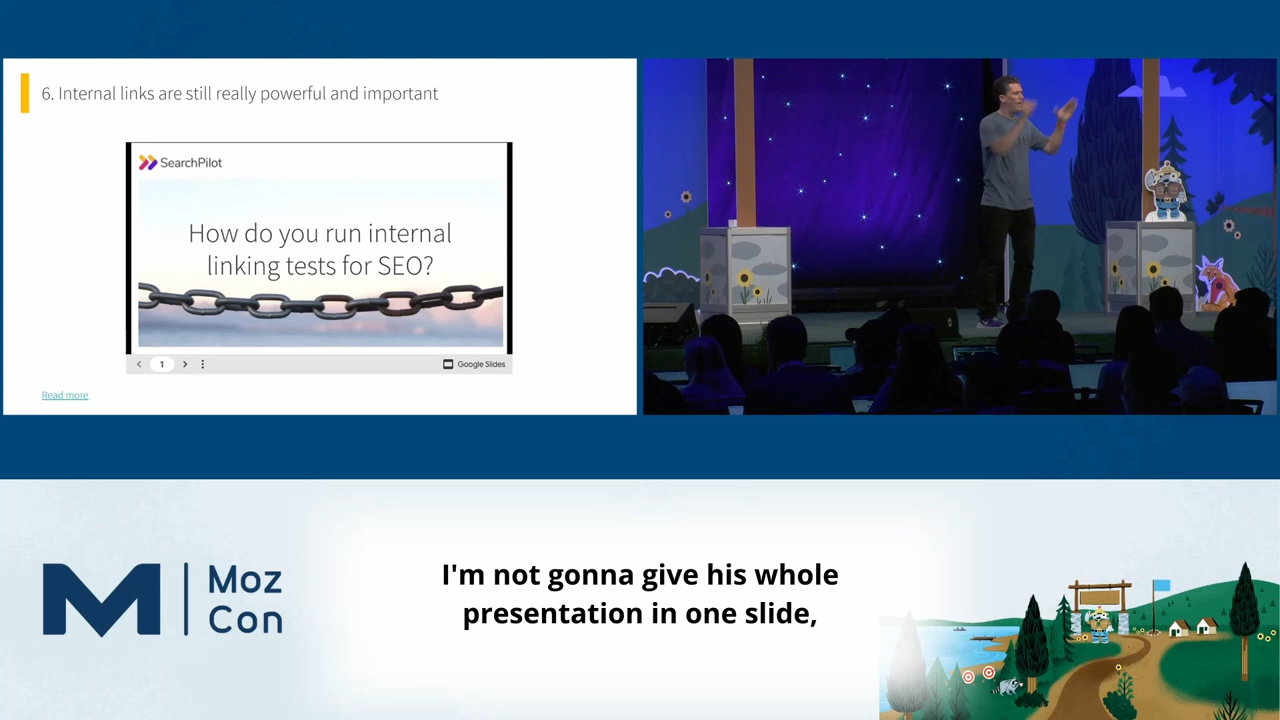 6. Internal links are still really powerful and important
SearchPilot
How do you run internal
linking tests for SEO?
1
Google Slides
Read more
Moz
Con
I'm not gonna give his whole
presentation in one slide,